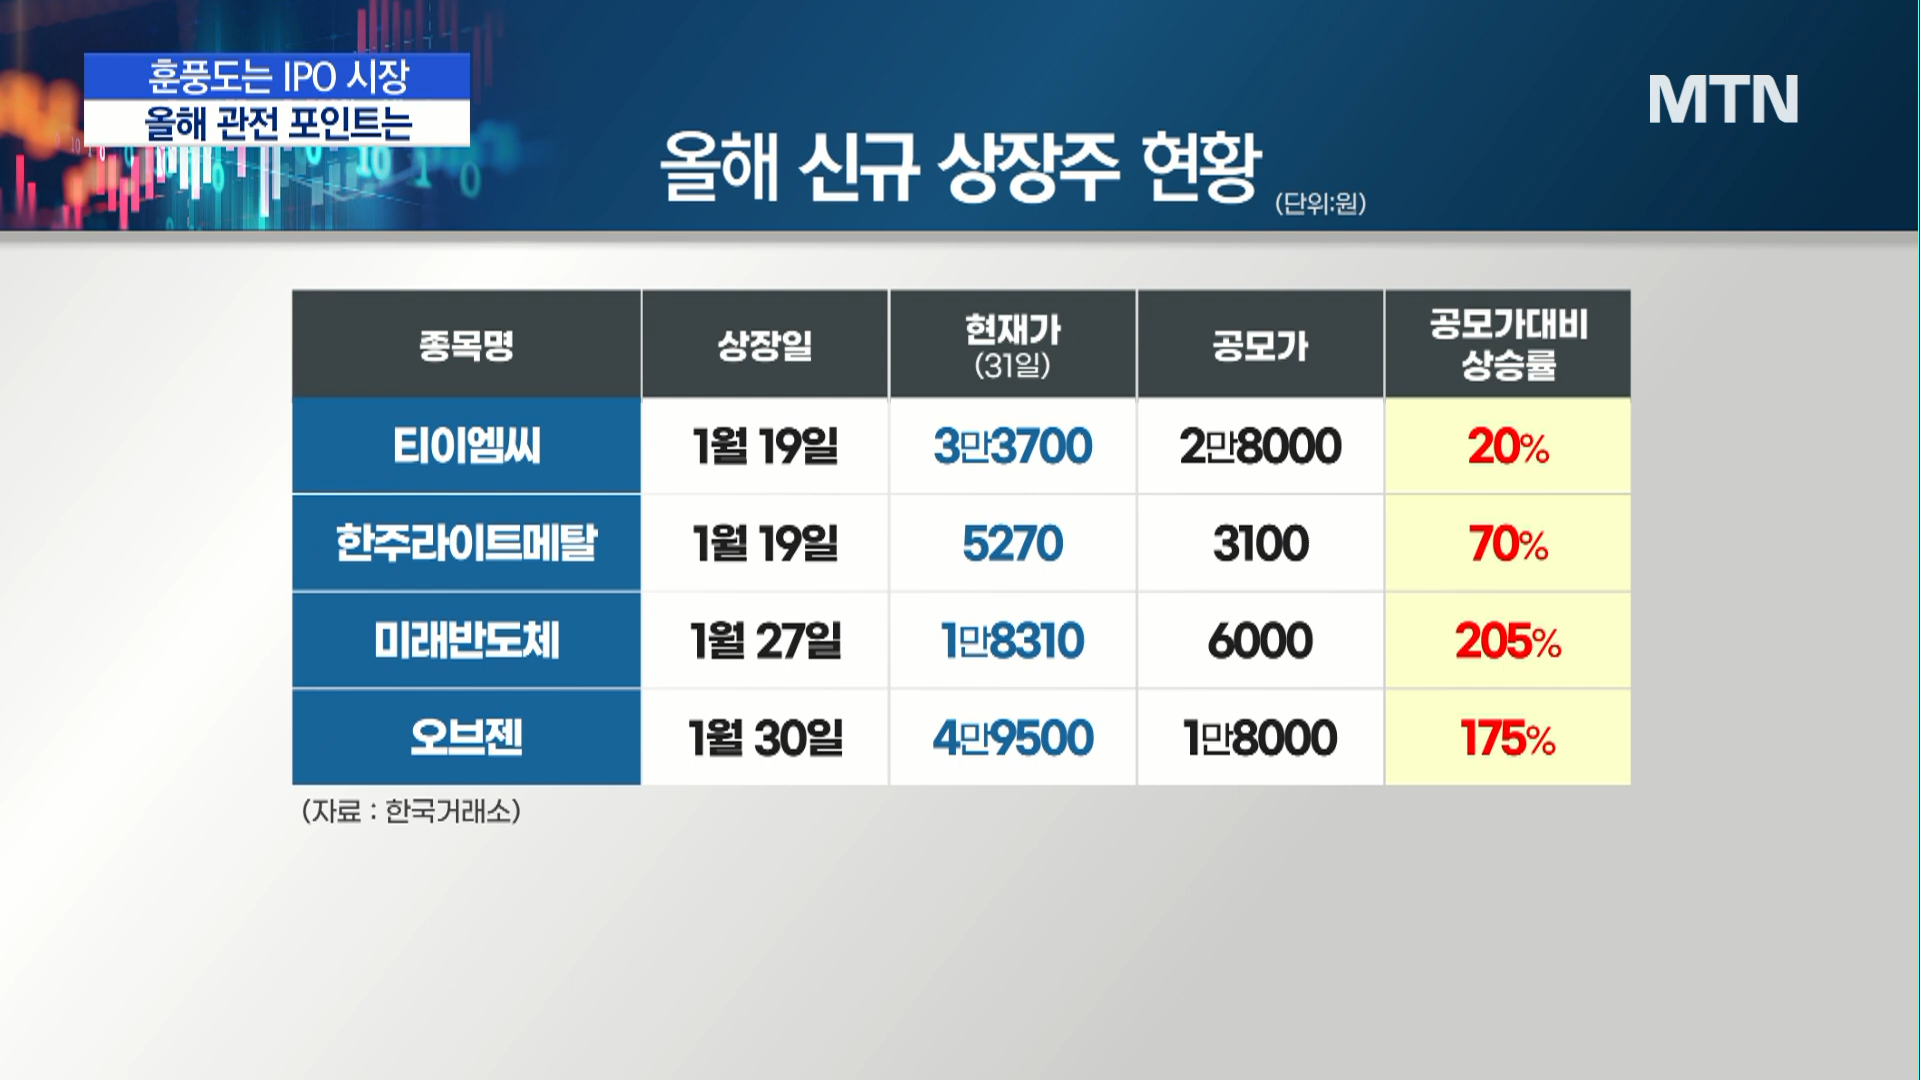 훈풍도는 IPO 시장
올해 관전 포인트는
MTN
올해 신규 상장주 현황 (단위:원)
종목명 상장일 현재가 (31일) 공모가 공모가대비 상승률
티이엠씨 1월 19일 3만3700 2만8000 20%
한주라이트메탈 1월 19일 5270 3100 70%
미래반도체 1월 27일 1만8310 6000 205%
오브젠 1월 30일 4만9500 1만8000 175%
(자료 : 한국거래소)